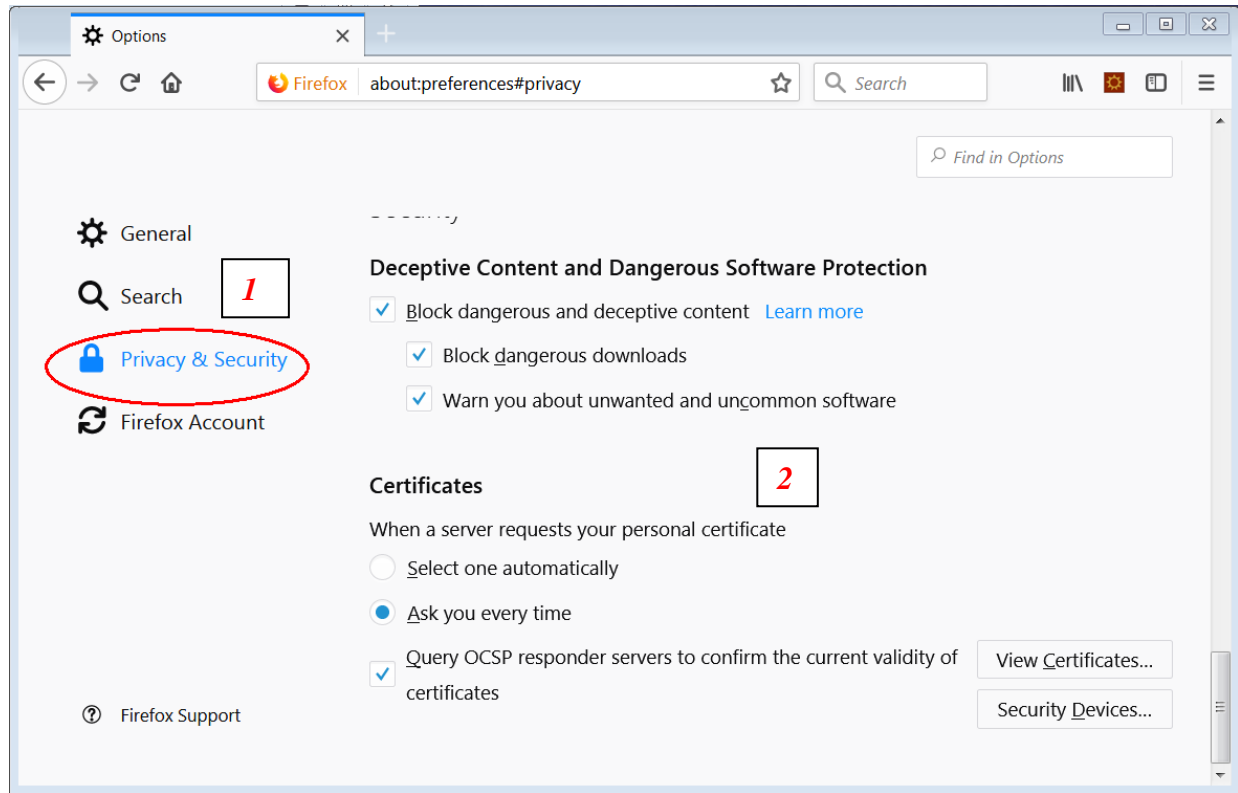 Options
Firefox about:preferences#privacy Search
Find in Options
General
Search
Privacy & Security
Firefox Account
Firefox Support
1
Security
Deceptive Content and Dangerous Software Protection
Block dangerous and deceptive content Learn more
Block dangerous downloads
Warn you about unwanted and uncommon software
2
Certificates
When a server requests your personal certificate
Select one automatically
Ask you every time
Query OCSP responder servers to confirm the current validity of
certificates
View Certificates...
Security Devices...